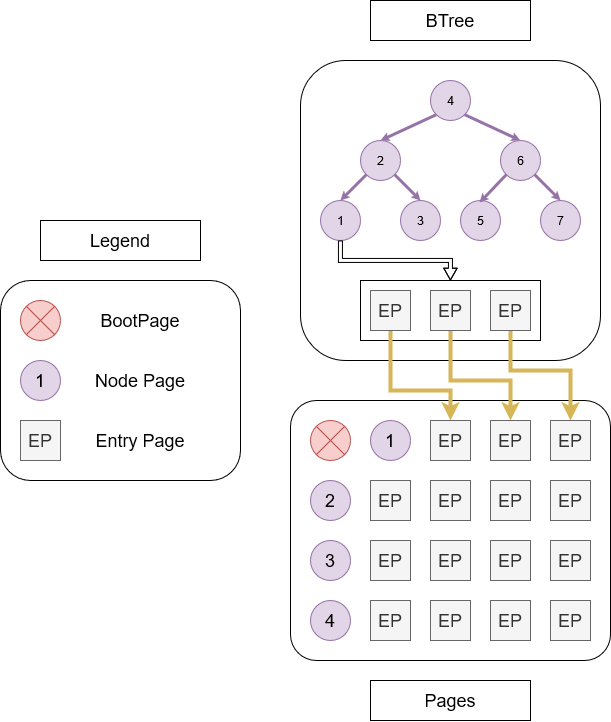 BTree
4
2 6
1 3 5 7
EP EP EP
Legend
BootPage
1 Node Page
EP Entry Page
1 EP EP EP
2 EP EP EP EP
3 EP EP EP EP
4 EP EP EP EP
Pages